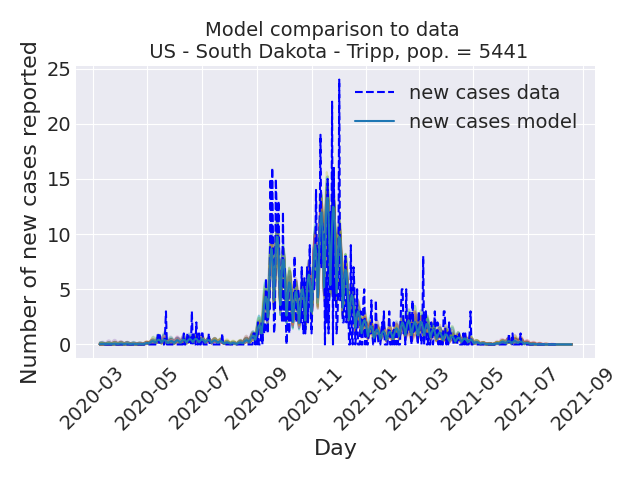 Model comparison to data
US - South Dakota - Tripp, pop. = 5441
Number of new cases reported
25
20
15
10
5
0
new cases data
new cases model
2020-03
2020-05
2020-07
2020-09
2020-11
2021-01
2021-03
2021-05
2021-07
2021-09
Day